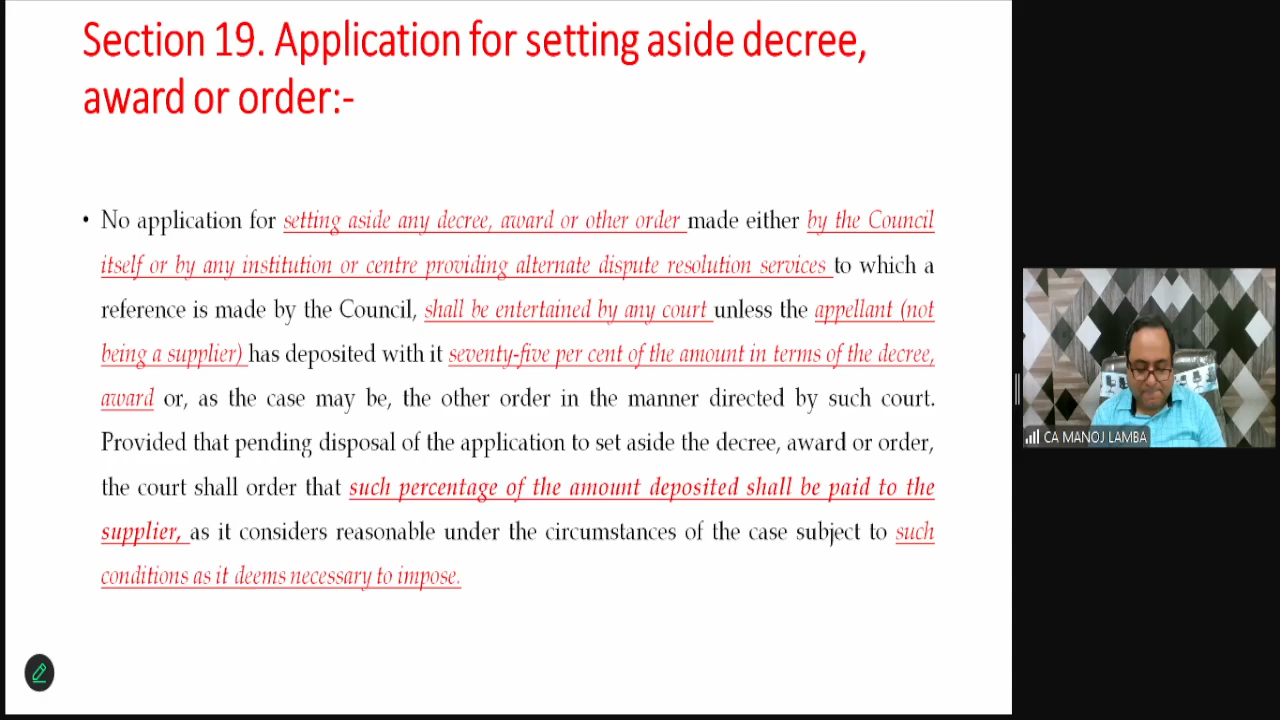 Section 19. Application for setting aside decree,
award or order:-
• No application for setting aside any decree, award or other order made either by the Council
itself or by any institution or centre providing alternate dispute resolution services to which a
reference is made by the Council, shall be entertained by any court unless the appellant (not
being a supplier) has deposited with it seventy-five per cent of the amount in terms of the decree,
award or, as the case may be, the other order in the manner directed by such court.
Provided that pending disposal of the application to set aside the decree, award or order,
the court shall order that such percentage of the amount deposited shall be paid to the
supplier, as it considers reasonable under the circumstances of the case subject to such
conditions as it deems necessary to impose.
CA MANOJ LAMBA